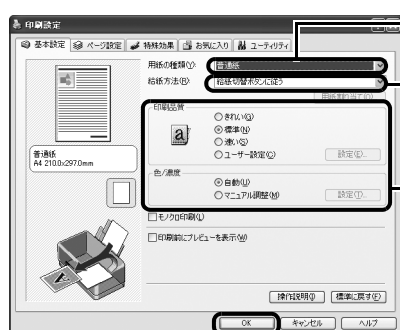 印刷設定
基本設定 ページ設定 特殊効果 お気に入り ユーティリティ
用紙の種類(Y): 普通紙
給紙方法(R): 給紙切替ボタンに従う
用紙割り当て(D)...
印刷品質
きれい(G)
標準(N)
速い(S)
ユーザー設定(C) 設定(E)...
色/濃度
自動(U)
マニュアル調整(M) 設定(T)...
普通紙
A4 210.0x297.0mm
モノクロ印刷(L)
印刷前にプレビューを表示(W)
操作説明(I) 標準に戻す(F)
OK キャンセル ヘルプ